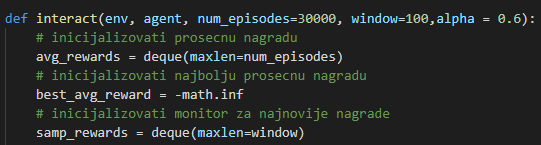 def interact(env, agent, num_episodes=30000, window=100,alpha = 0.6):
    # inicijalizovati prosecnu nagradu
    avg_rewards = deque(maxlen=num_episodes)
    # inicijalizovati najbolju prosecnu nagradu
    best_avg_reward = -math.inf
    # inicijalizovati monitor za najnovije nagrade
    samp_rewards = deque(maxlen=window)